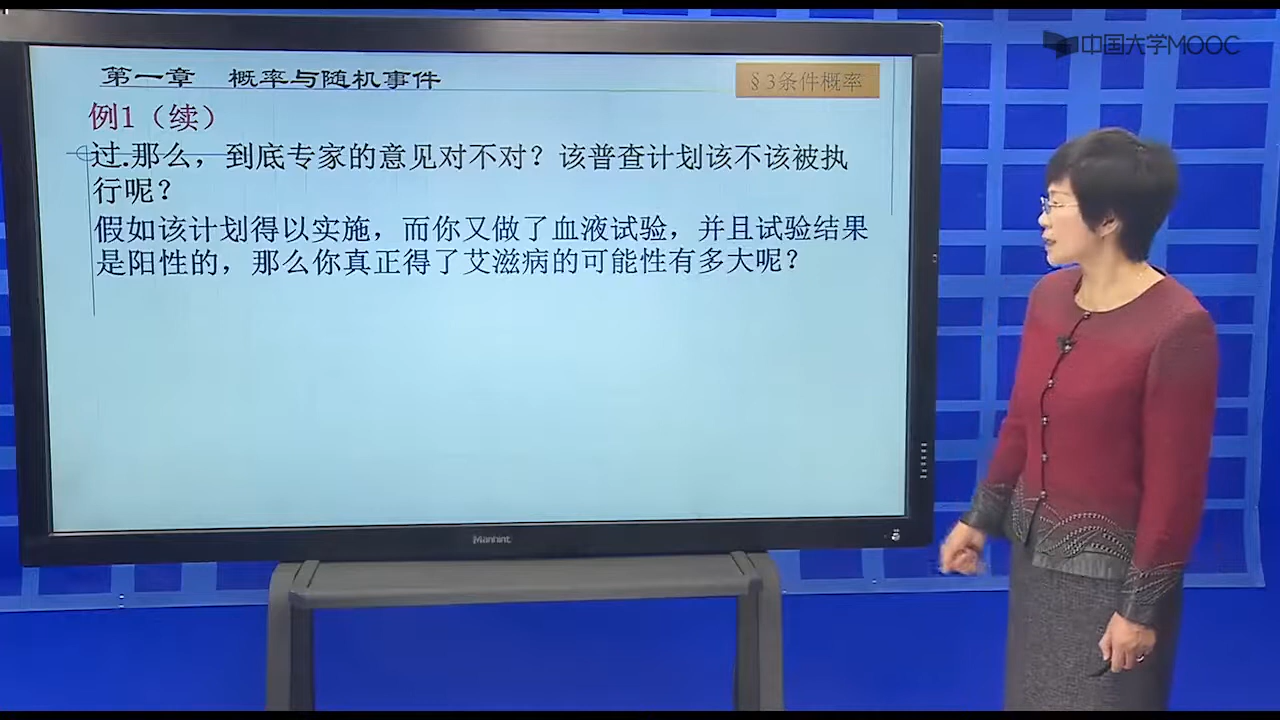 中国大学MOOC
第一章 概率与随机事件
§3条件概率
例1（续）
过.那么，到底专家的意见对不对？该普查计划该不该被执
行呢？
假如该计划得以实施，而你又做了血液试验，并且试验结果
是阳性的，那么你真正得了艾滋病的可能性有多大呢？
Manhint